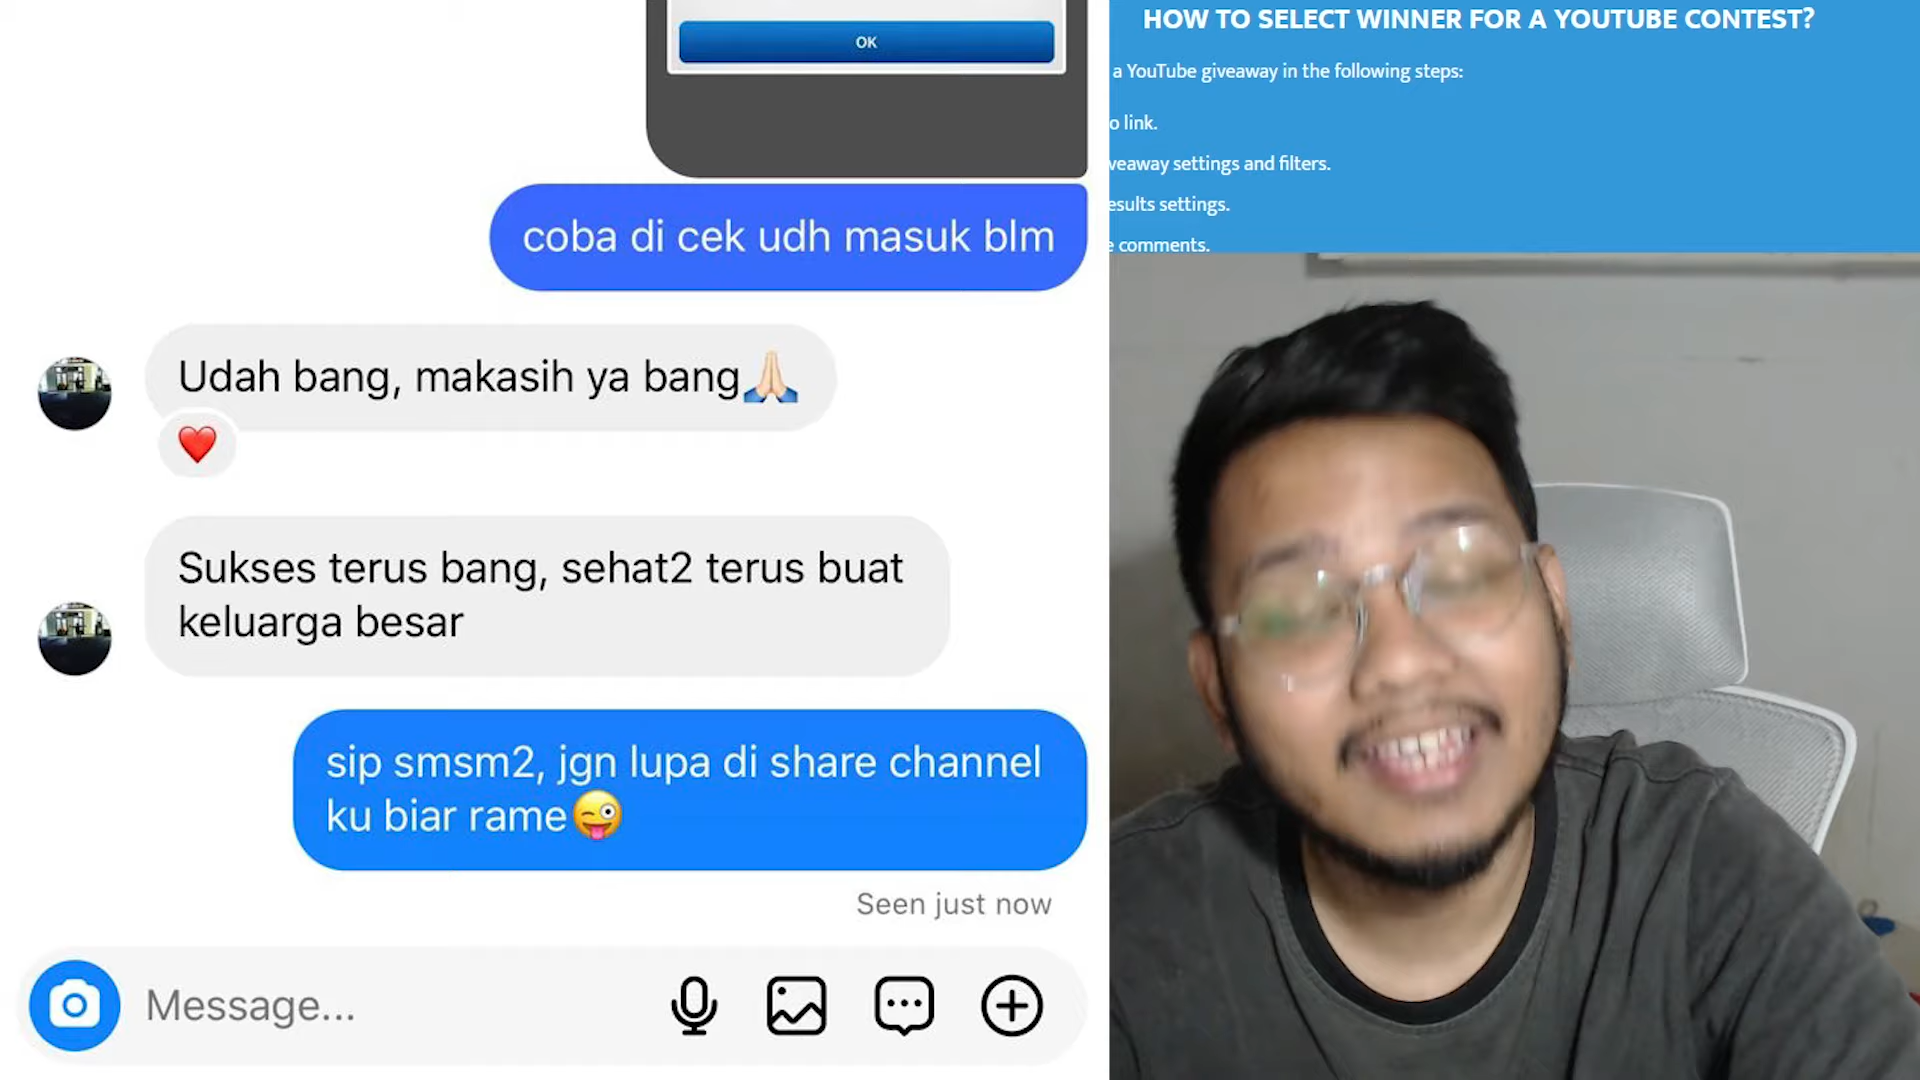 OK
coba di cek udh masuk blm
Udah bang, makasih ya bang🙏🏻
❤️
Sukses terus bang, sehat2 terus buat
keluarga besar
sip smsm2, jgn lupa di share channel
ku biar rame😜
Seen just now
Message...
HOW TO SELECT WINNER FOR A YOUTUBE CONTEST?
a YouTube giveaway in the following steps:
o link.
veaway settings and filters.
esults settings.
e comments.